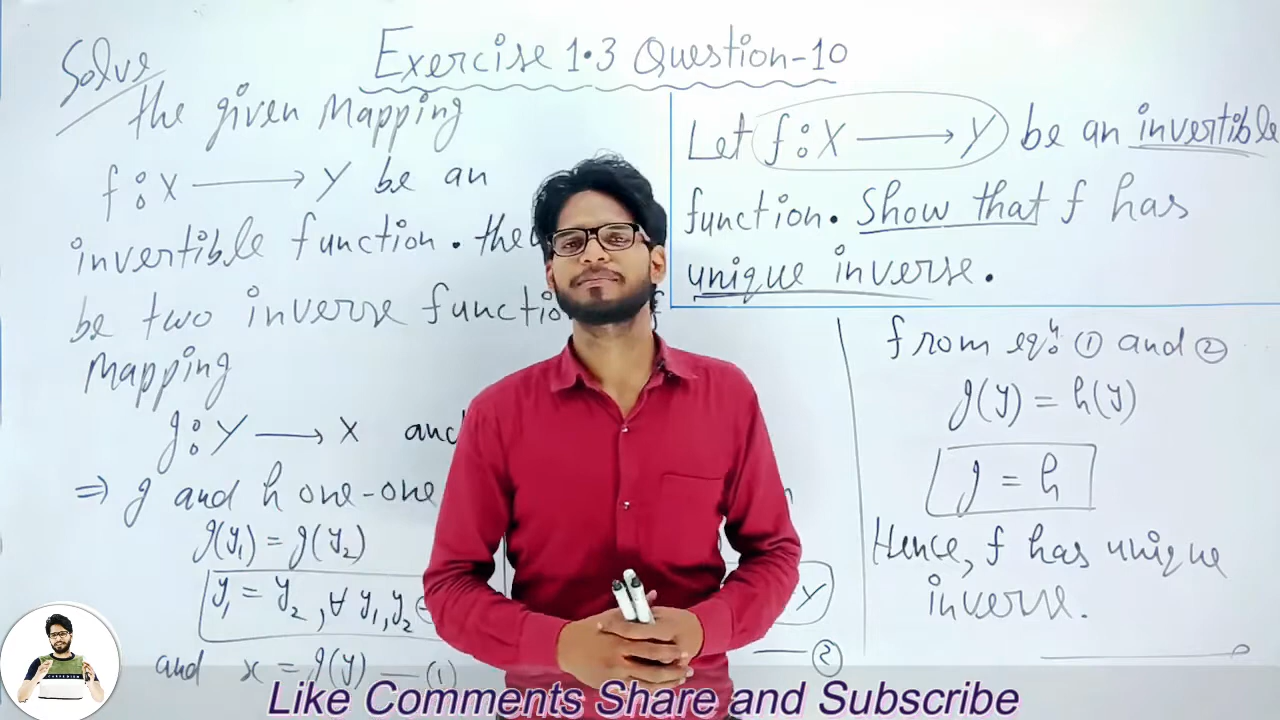 Exercise 1.3 Question-10
Solve
the given Mapping
f: X → Y be an
invertible function. the
be two inverse functio f
Mapping
g: Y → X and
⇒ g and h one-one
g(y₁) = g(y₂)
y₁ = y₂, ∀ y₁, y₂
and x = g(y) — ①
Let f: X → Y be an invertible
function. Show that f has
unique inverse.
n
Y
— ②
from eqⁿ: ① and ②
g(y) = h(y)
g = h
Hence, f has unique
inverse.
Like Comments Share and Subscribe